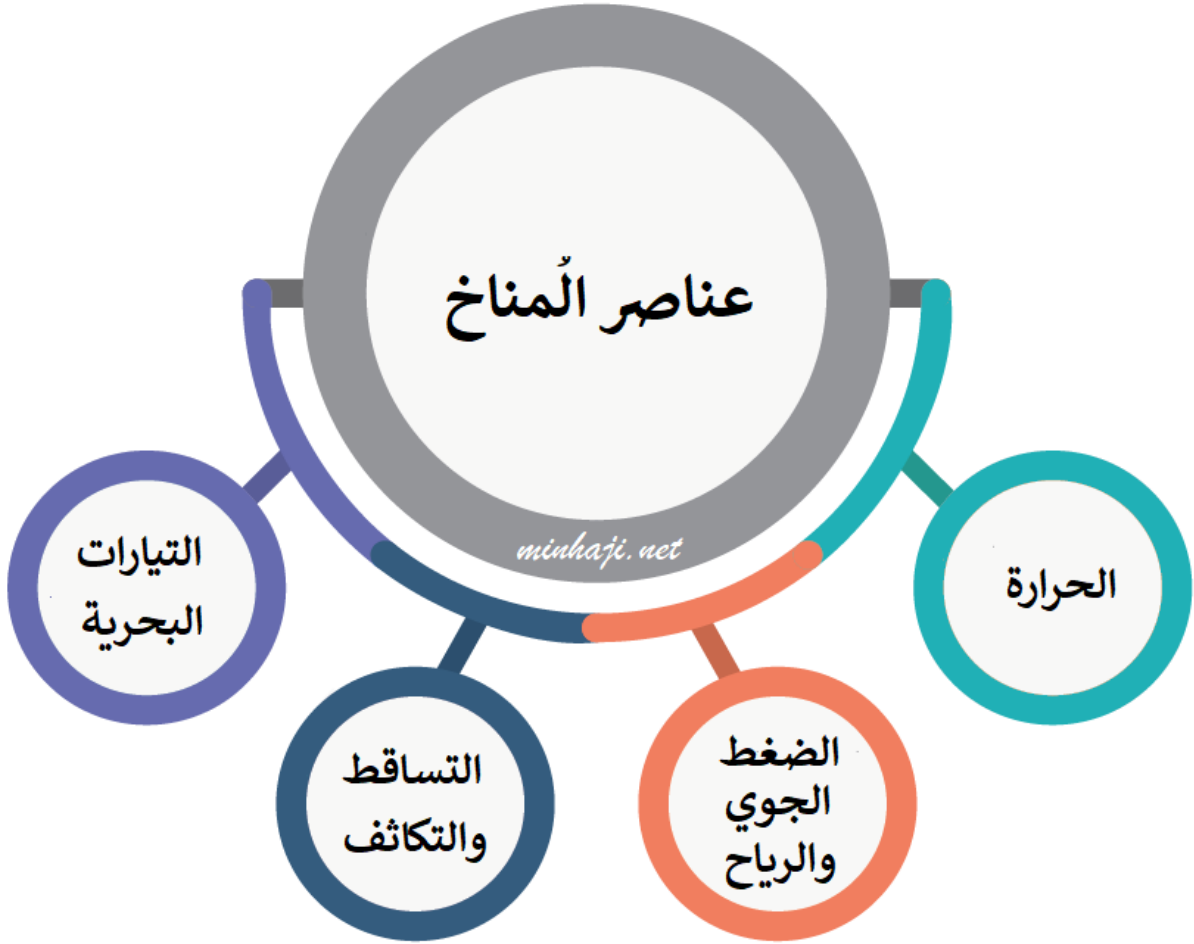 عناصر المُناخ
minhaji.net
الحرارة
الضغط
الجوي
والرياح
التساقط
والتكاثف
التيارات
البحرية